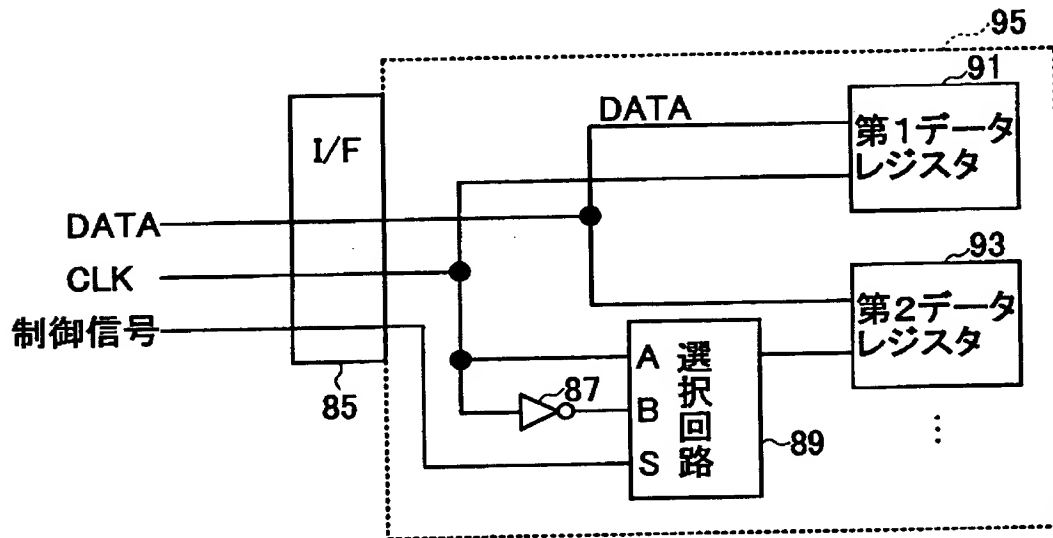 95
91
I/F
DATA
第1データ
レジスタ
DATA
CLK
制御信号
85
93
第2データ
レジスタ
87
A
B
S
選択回路
89
⋮